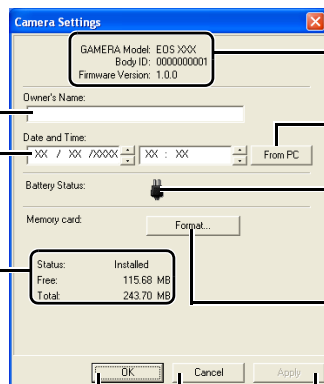 Camera Settings
GAMERA Model: EOS XXX
Body ID: 0000000001
Firmware Version: 1.0.0
Owner's Name:
Date and Time:
XX / XX /XXXX XX : XX From PC
Battery Status:
Memory card: Format...
Status: Installed
Free: 115.68 MB
Total: 243.70 MB
OK Cancel Apply